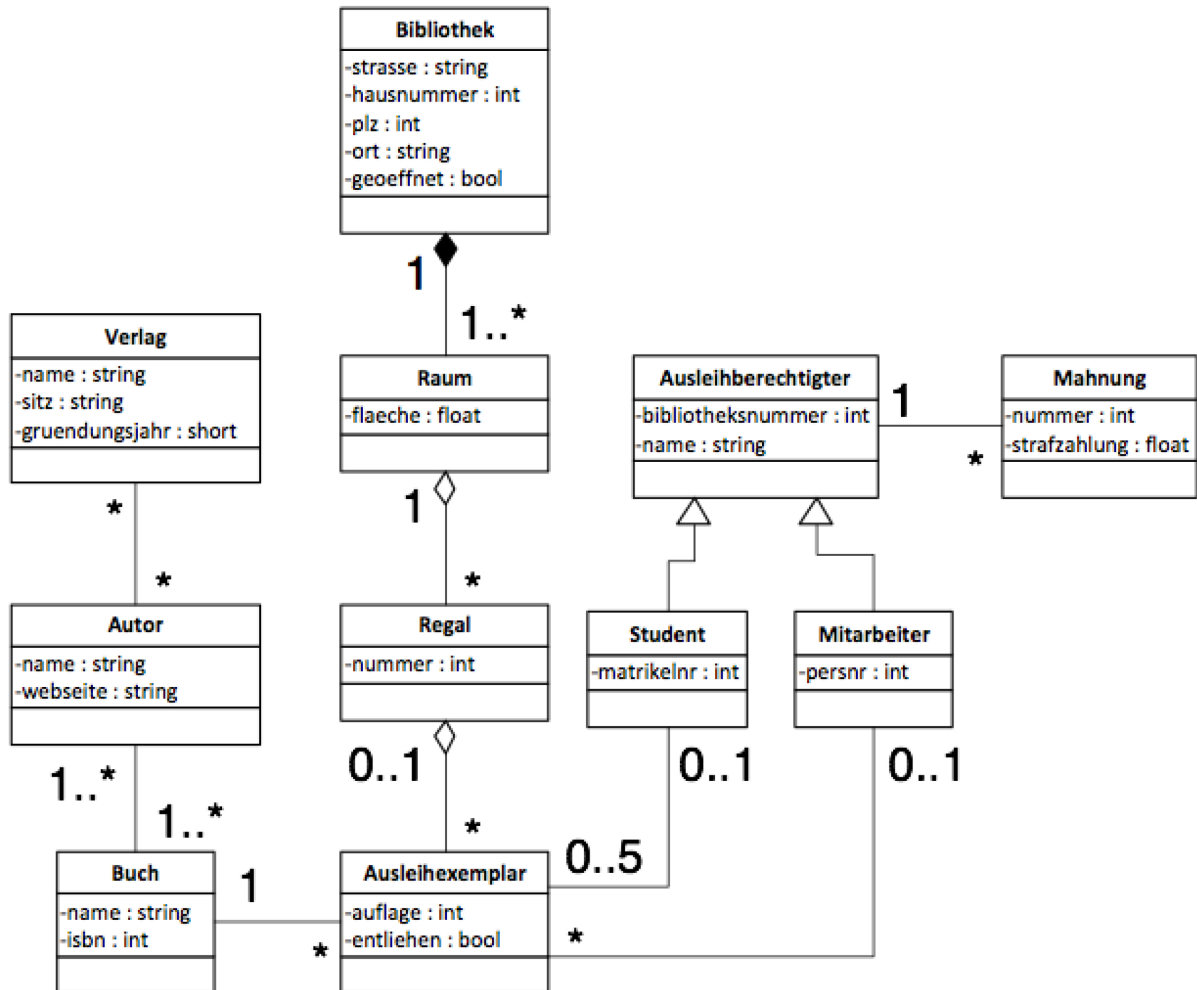 Bibliothek
-strasse : string
-hausnummer : int
-plz : int
-ort : string
-geoeffnet : bool
1
1..*
Verlag
-name : string
-sitz : string
-gruendungsjahr : short
*
*
Raum
-flaeche : float
1
*
Ausleihberechtigter
-bibliotheksnummer : int
-name : string
1
*
Mahnung
-nummer : int
-strafzahlung : float
Autor
-name : string
-webseite : string
1..*
1..*
Regal
-nummer : int
0..1
*
Student
-matrikelnr : int
0..1
0..5
Mitarbeiter
-persnr : int
0..1
*
Buch
-name : string
-isbn : int
1
*
Ausleihexemplar
-auflage : int
-entliehen : bool